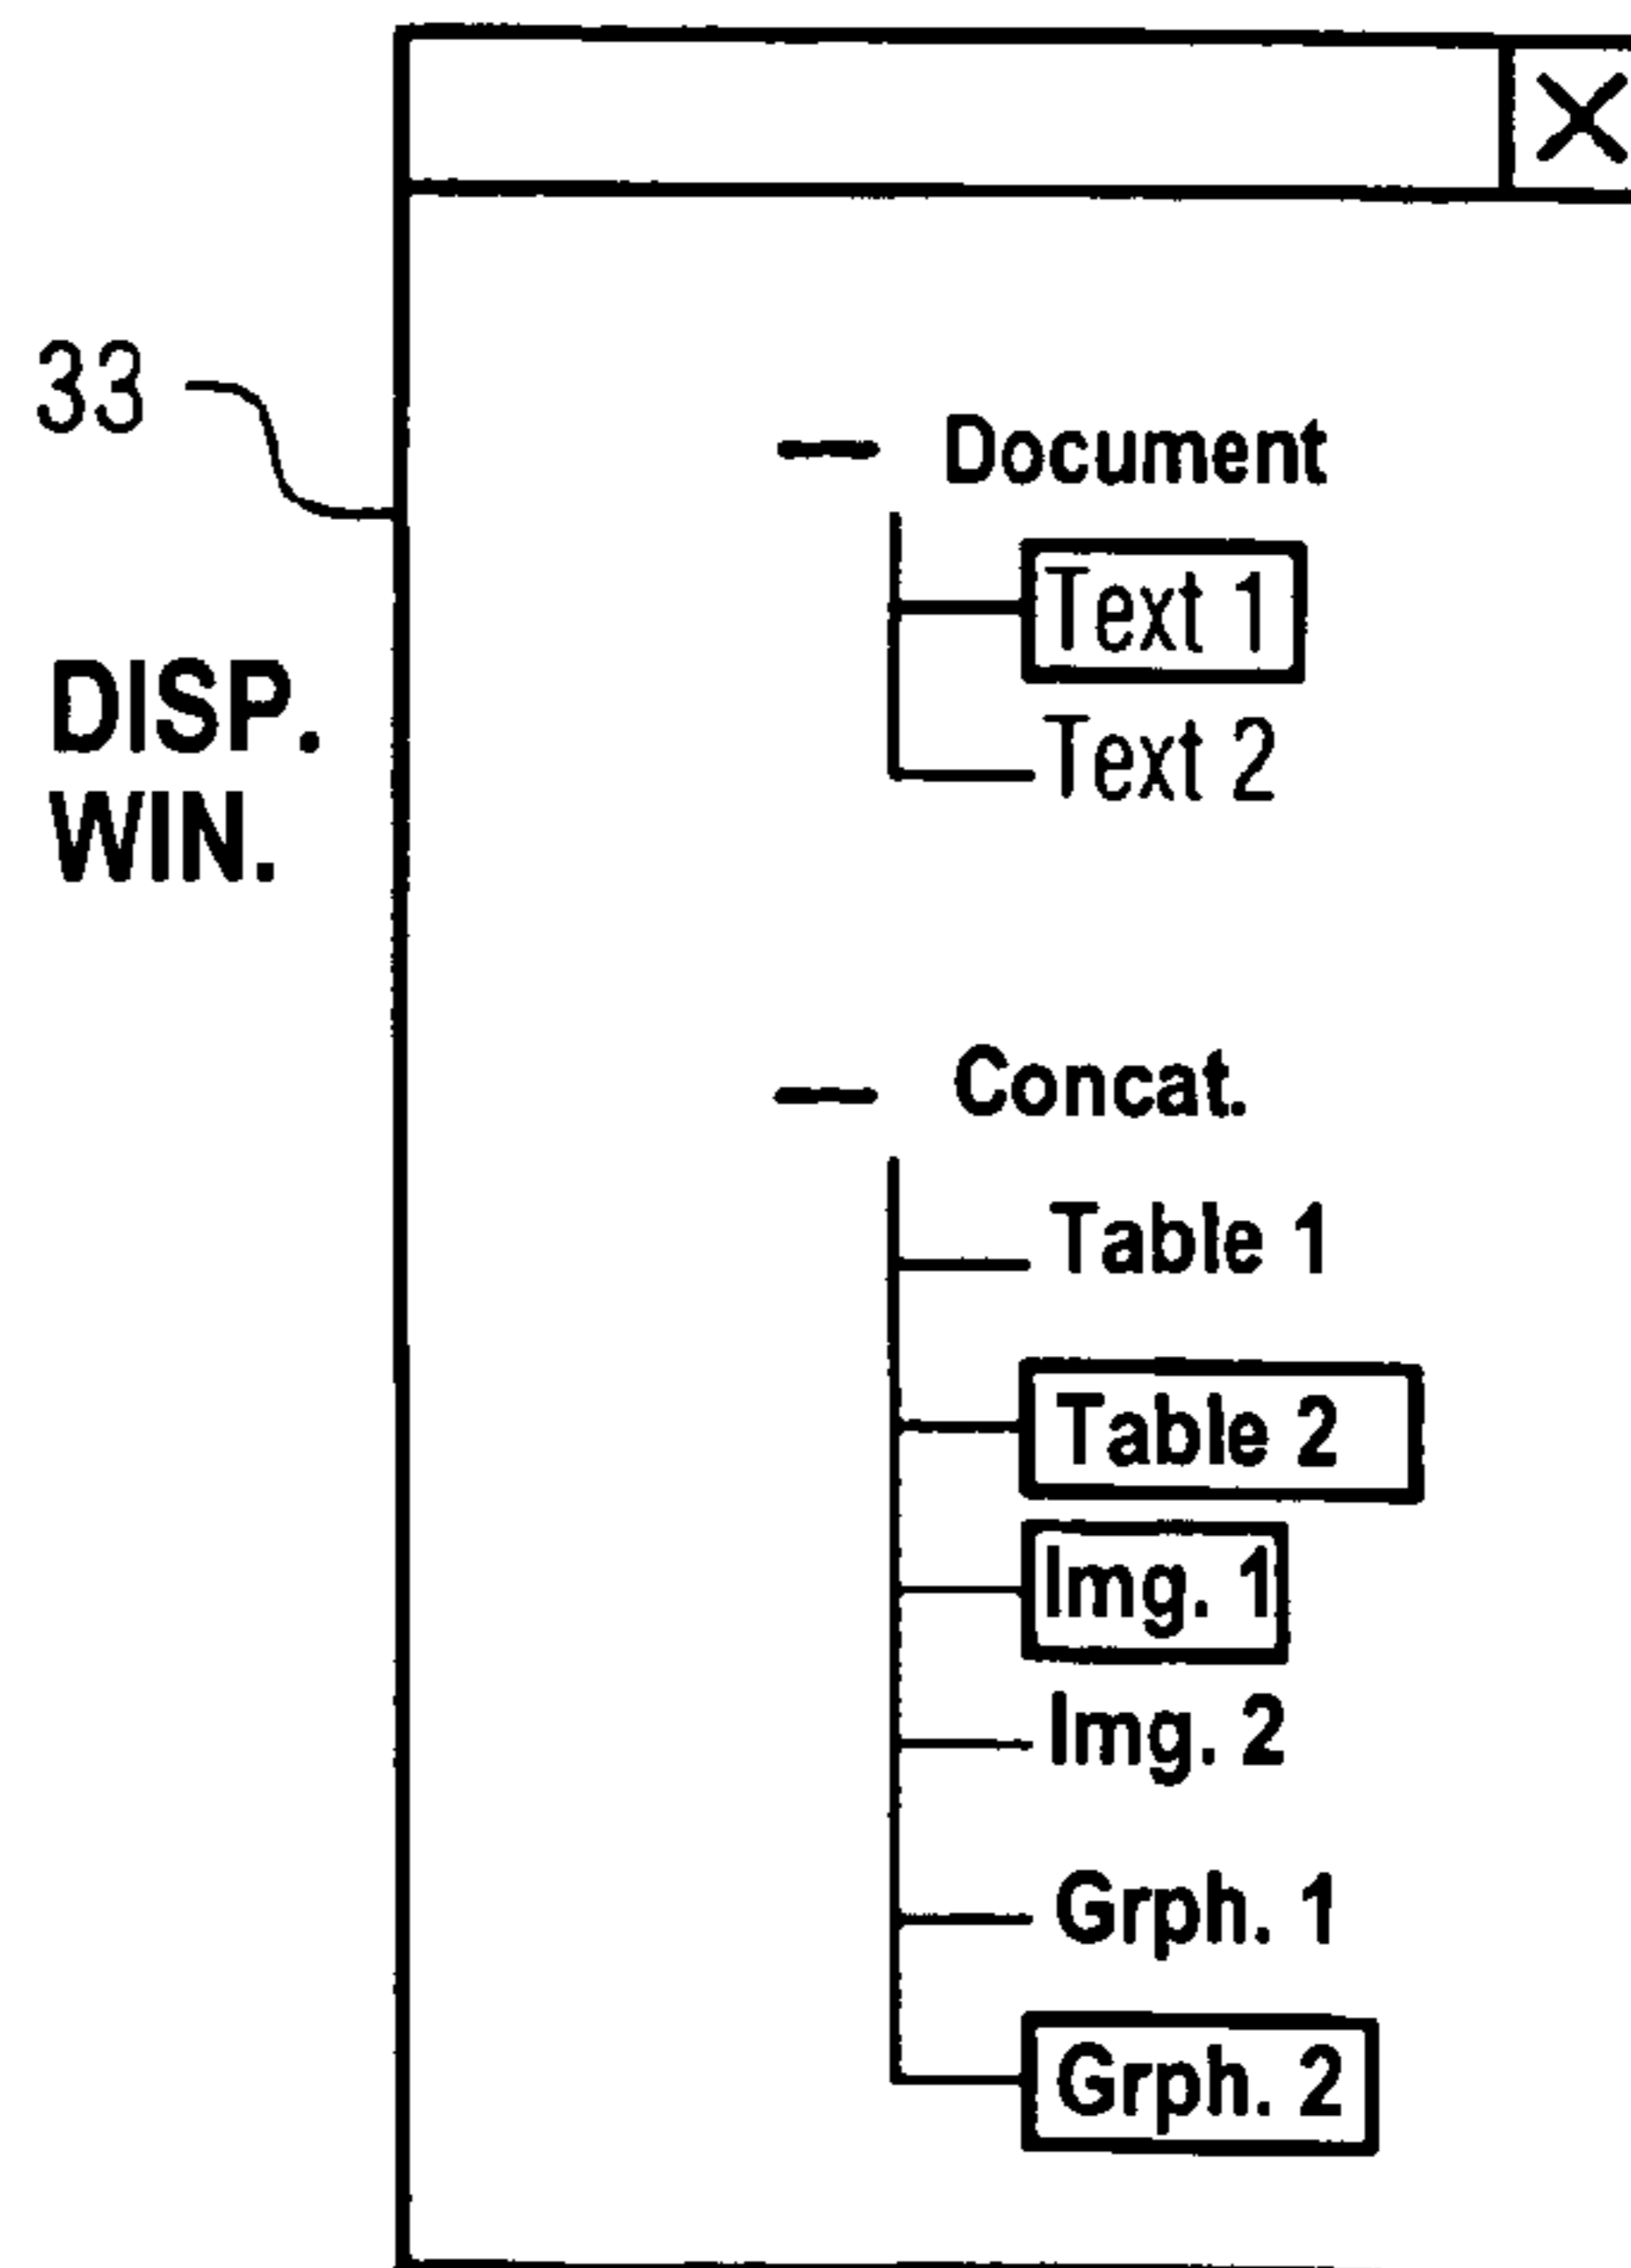 33
DISP.
WIN.
Document
Text 1
Text 2
Concat.
Table 1
Table 2
Img. 1
Img. 2
Grph. 1
Grph. 2